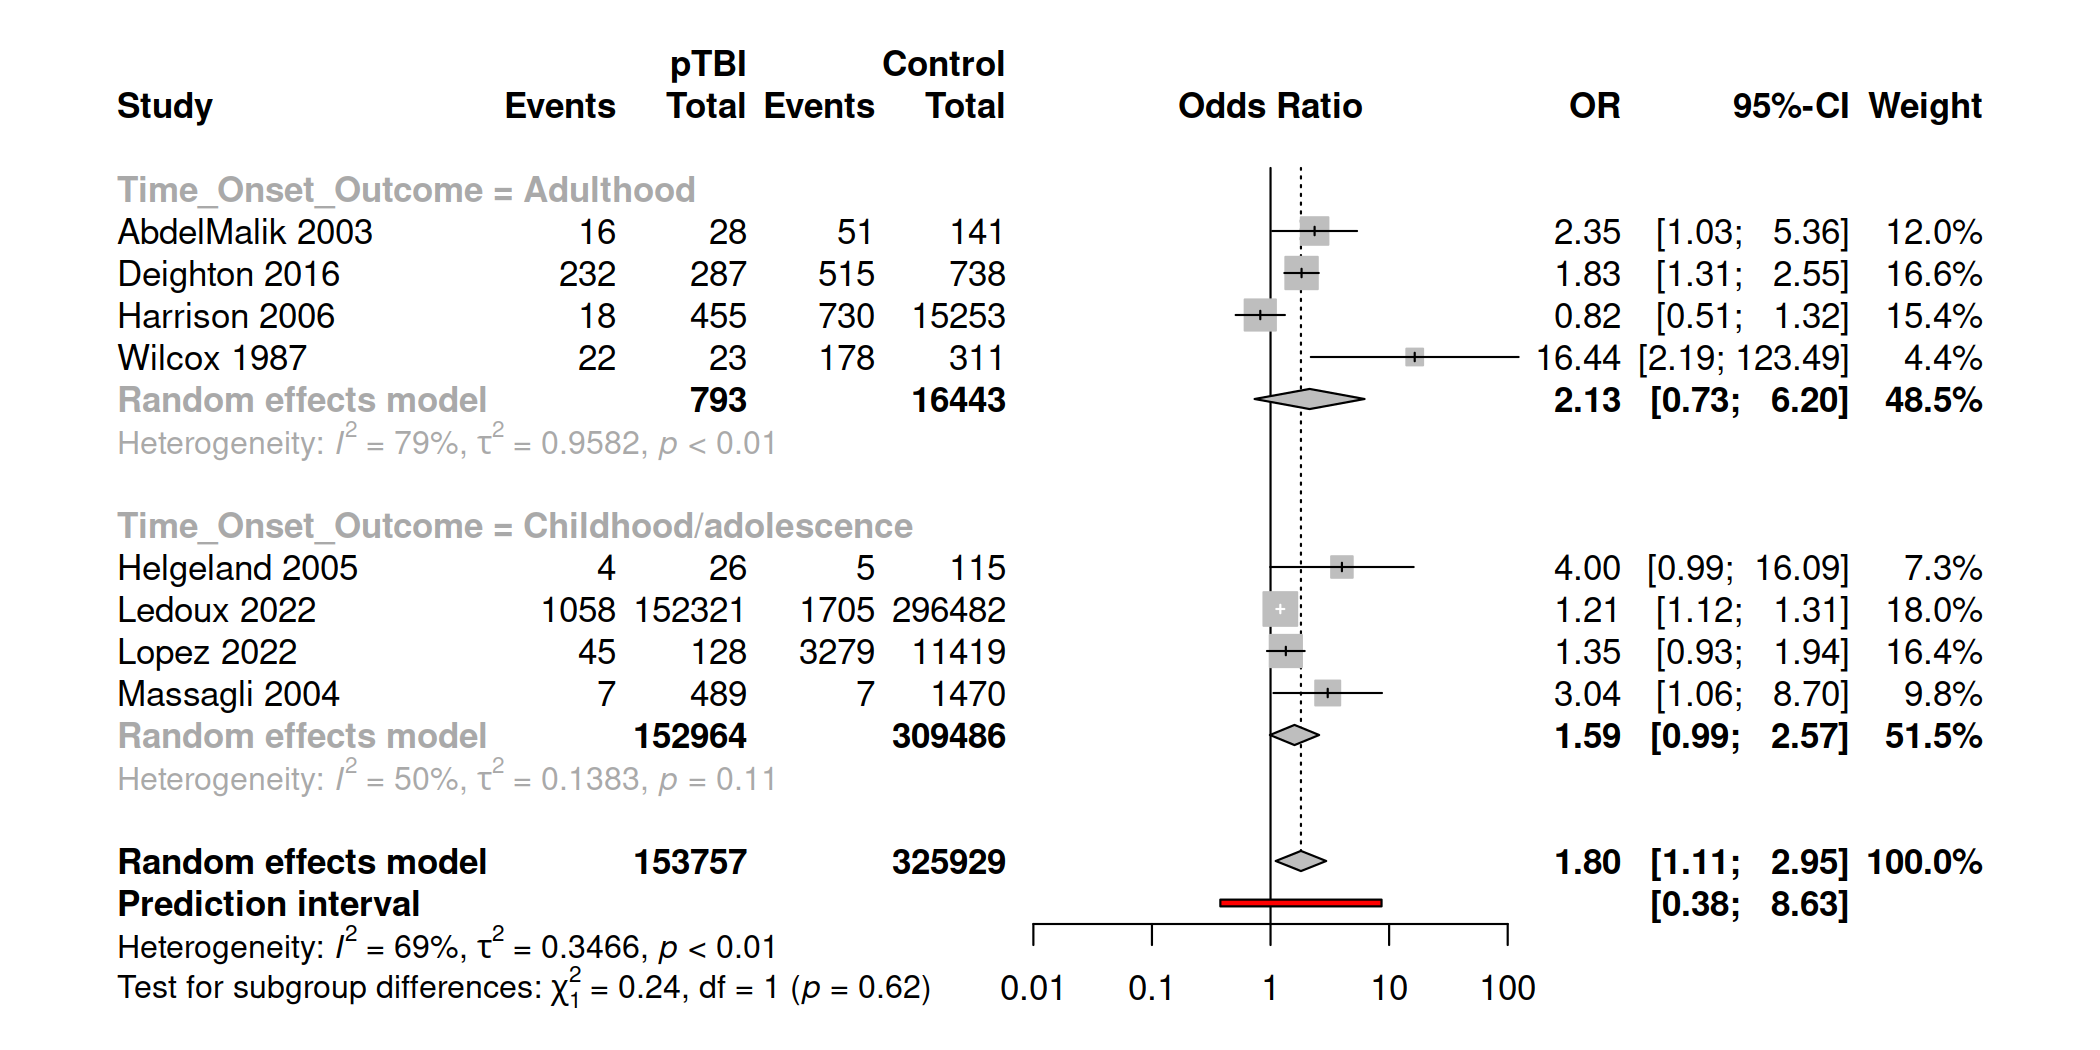 pTBI Control
Study Events Total Events Total Odds Ratio OR 95%-CI Weight
Time_Onset_Outcome = Adulthood
AbdelMalik 2003 16 28 51 141 2.35 [1.03; 5.36] 12.0%
Deighton 2016 232 287 515 738 1.83 [1.31; 2.55] 16.6%
Harrison 2006 18 455 730 15253 0.82 [0.51; 1.32] 15.4%
Wilcox 1987 22 23 178 311 16.44 [2.19; 123.49] 4.4%
Random effects model 793 16443 2.13 [0.73; 6.20] 48.5%
Heterogeneity: I² = 79%, τ² = 0.9582, p < 0.01
Time_Onset_Outcome = Childhood/adolescence
Helgeland 2005 4 26 5 115 4.00 [0.99; 16.09] 7.3%
Ledoux 2022 1058 152321 1705 296482 1.21 [1.12; 1.31] 18.0%
Lopez 2022 45 128 3279 11419 1.35 [0.93; 1.94] 16.4%
Massagli 2004 7 489 7 1470 3.04 [1.06; 8.70] 9.8%
Random effects model 152964 309486 1.59 [0.99; 2.57] 51.5%
Heterogeneity: I² = 50%, τ² = 0.1383, p = 0.11
Random effects model 153757 325929 1.80 [1.11; 2.95] 100.0%
Prediction interval [0.38; 8.63]
Heterogeneity: I² = 69%, τ² = 0.3466, p < 0.01
Test for subgroup differences: χ²₁ = 0.24, df = 1 (p = 0.62)
0.01 0.1 1 10 100